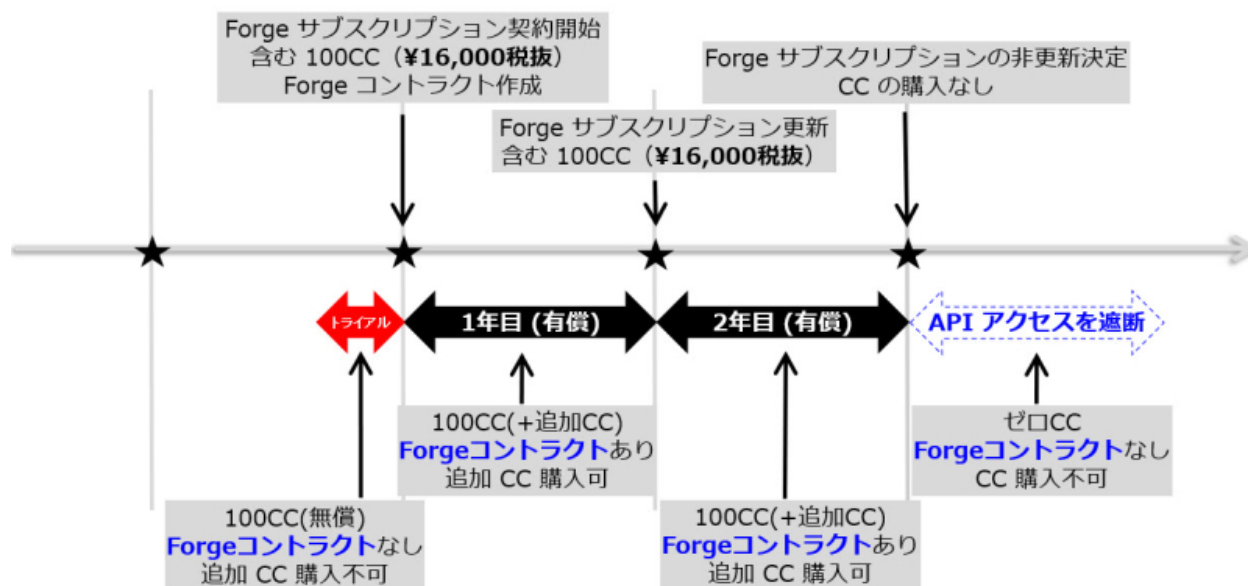 Forge サブスクリプション契約開始
含む 100CC（¥16,000税抜）
Forge コントラクト作成
Forge サブスクリプション更新
含む 100CC（¥16,000税抜）
Forge サブスクリプションの非更新決定
CC の購入なし
トライアル
1年目 (有償)
2年目 (有償)
API アクセスを遮断
100CC(無償)
Forgeコントラクトなし
追加 CC 購入不可
100CC(+追加CC)
Forgeコントラクトあり
追加 CC 購入可
100CC(+追加CC)
Forgeコントラクトあり
追加 CC 購入可
ゼロCC
Forgeコントラクトなし
CC 購入不可